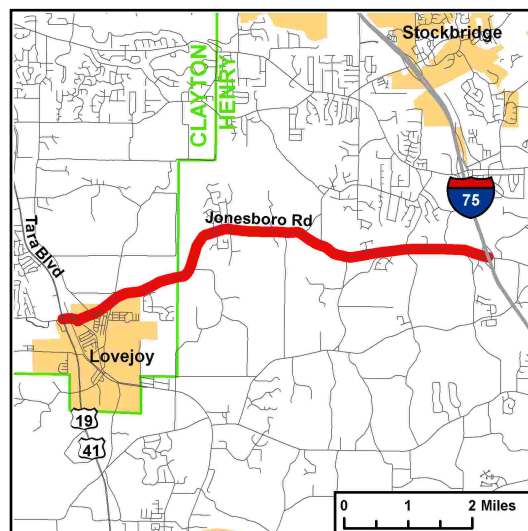 Stockbridge
CLAYTON
HENRY
75
Jonesboro Rd
Tara Blvd
Lovejoy
19
41
0 1 2 Miles